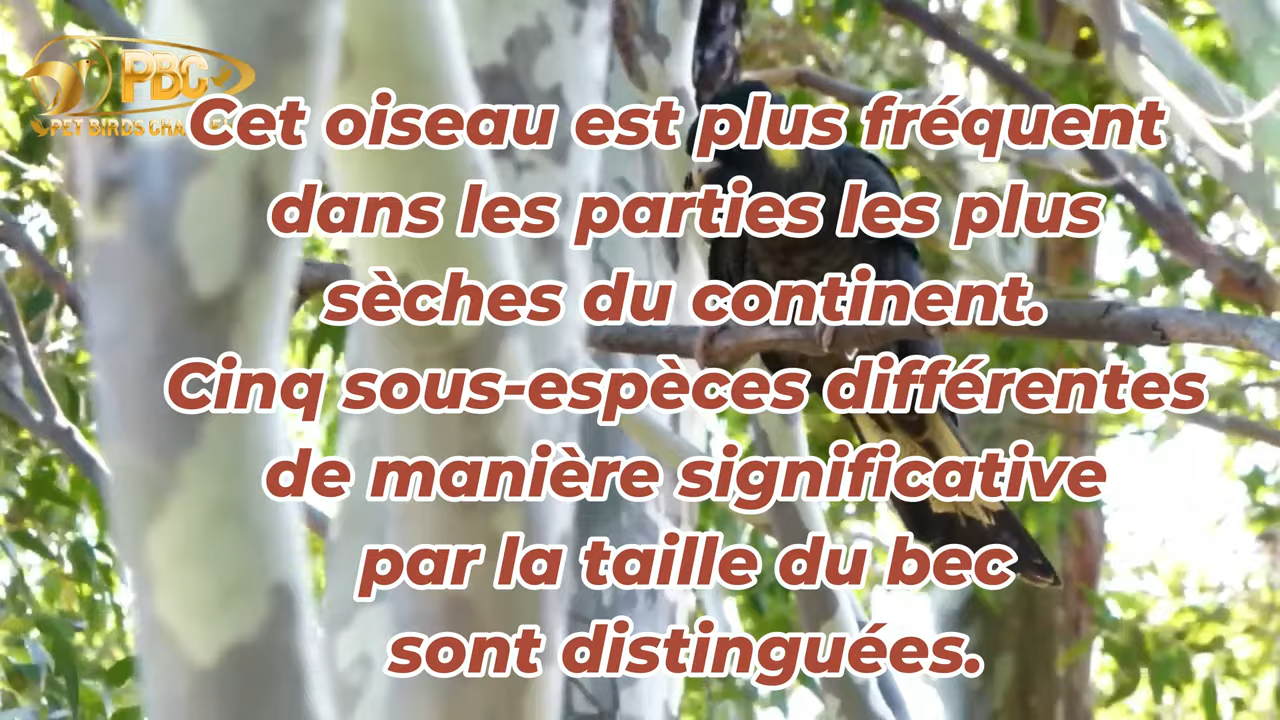 PBC
PET BIRDS CHA
Cet oiseau est plus fréquent
dans les parties les plus
sèches du continent.
Cinq sous-espèces différentes
de manière significative
par la taille du bec
sont distinguées.